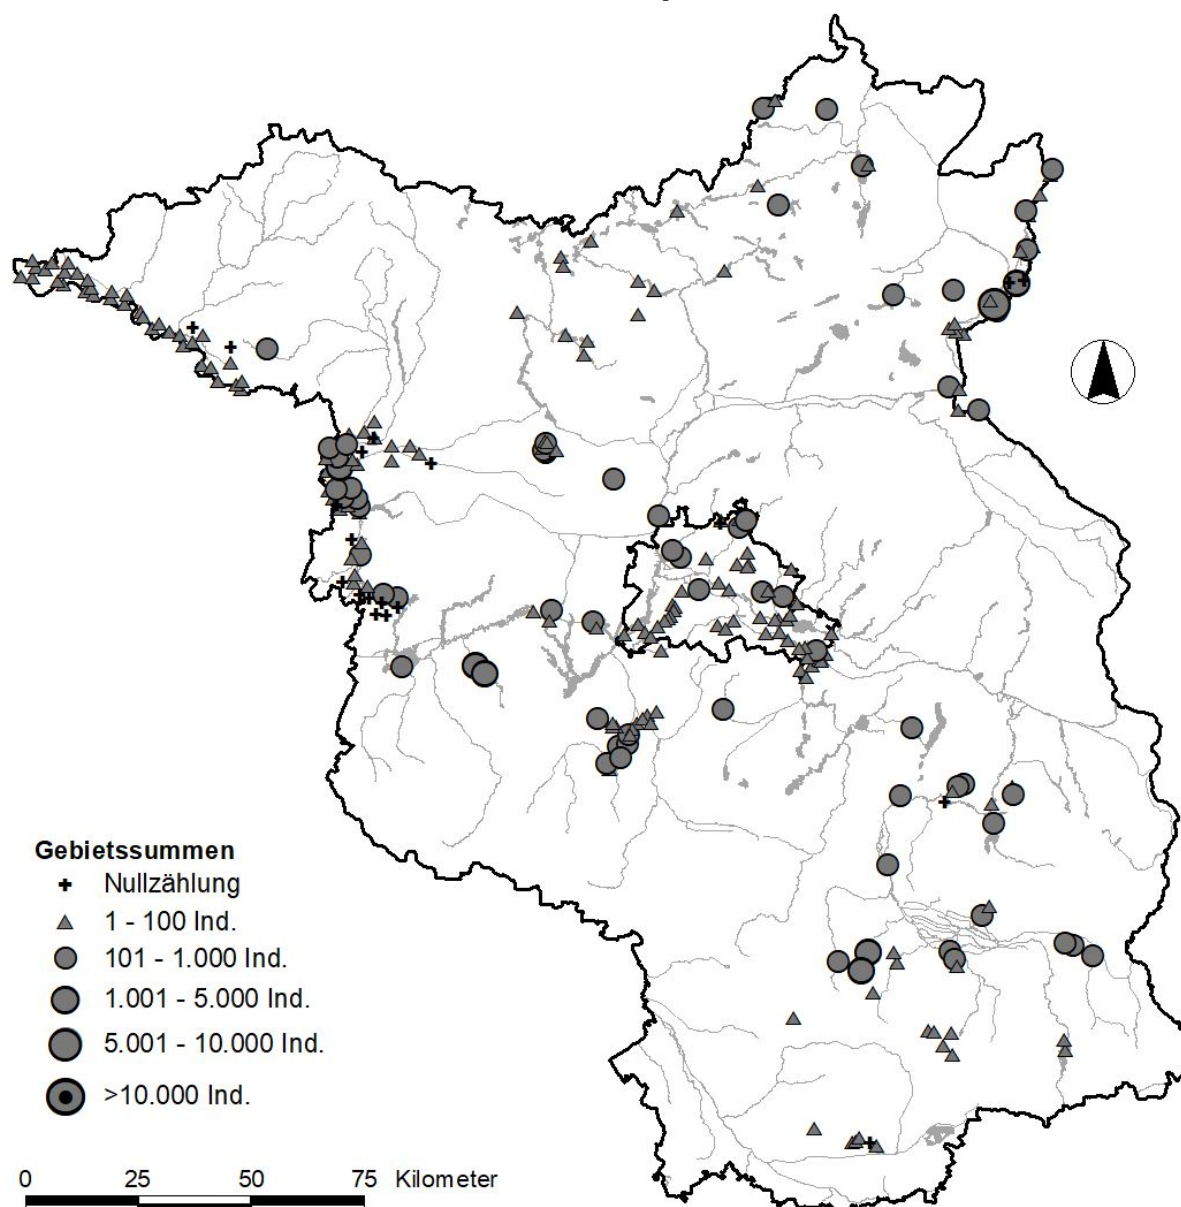 Gebietssummen
Nullzählung
1 - 100 Ind.
101 - 1.000 Ind.
1.001 - 5.000 Ind.
5.001 - 10.000 Ind.
>10.000 Ind.
0 25 50 75 Kilometer